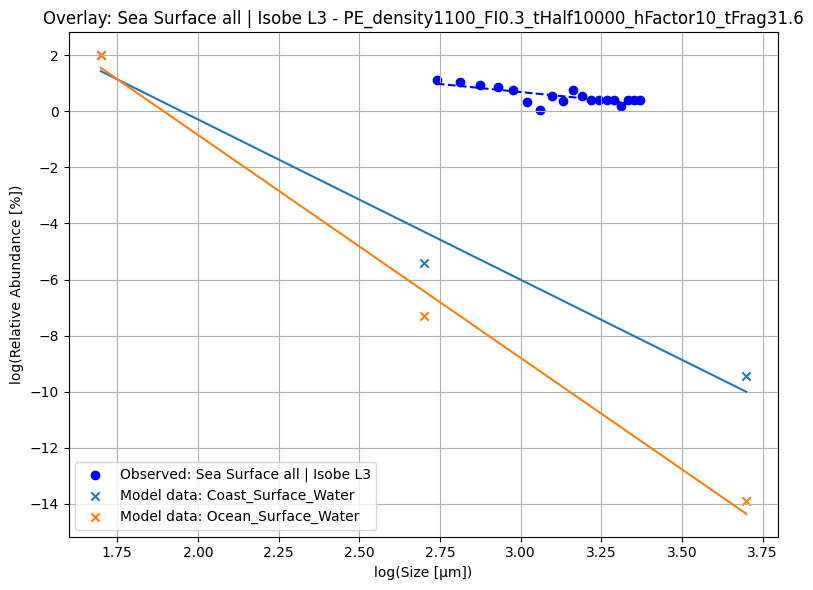 Overlay: Sea Surface all | Isobe L3 - PE_density1100_FI0.3_tHalf10000_hFactor10_tFrag31.6
log(Relative Abundance [%])
2
0
−2
−4
−6
−8
−10
−12
−14
Observed: Sea Surface all | Isobe L3
Model data: Coast_Surface_Water
Model data: Ocean_Surface_Water
1.75 2.00 2.25 2.50 2.75 3.00 3.25 3.50 3.75
log(Size [μm])